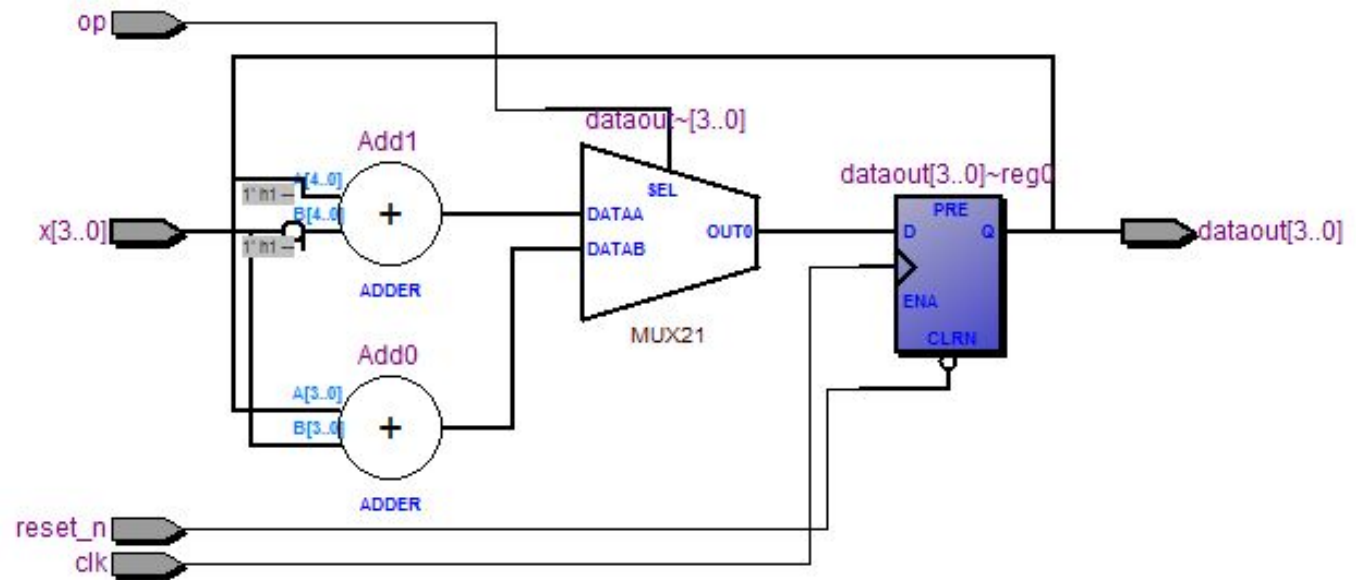 op
dataout~[3..0]
Add1
dataout[3..0]~reg0
A[4..0]
1' h1 --
SEL
PRE
B[4..0]
+
DATAA
x[3..0]
OUT0
D
Q
dataout[3..0]
1' h1 --
DATAB
ADDER
ENA
MUX21
CLRN
Add0
A[3..0]
B[3..0]
+
ADDER
reset_n
clk